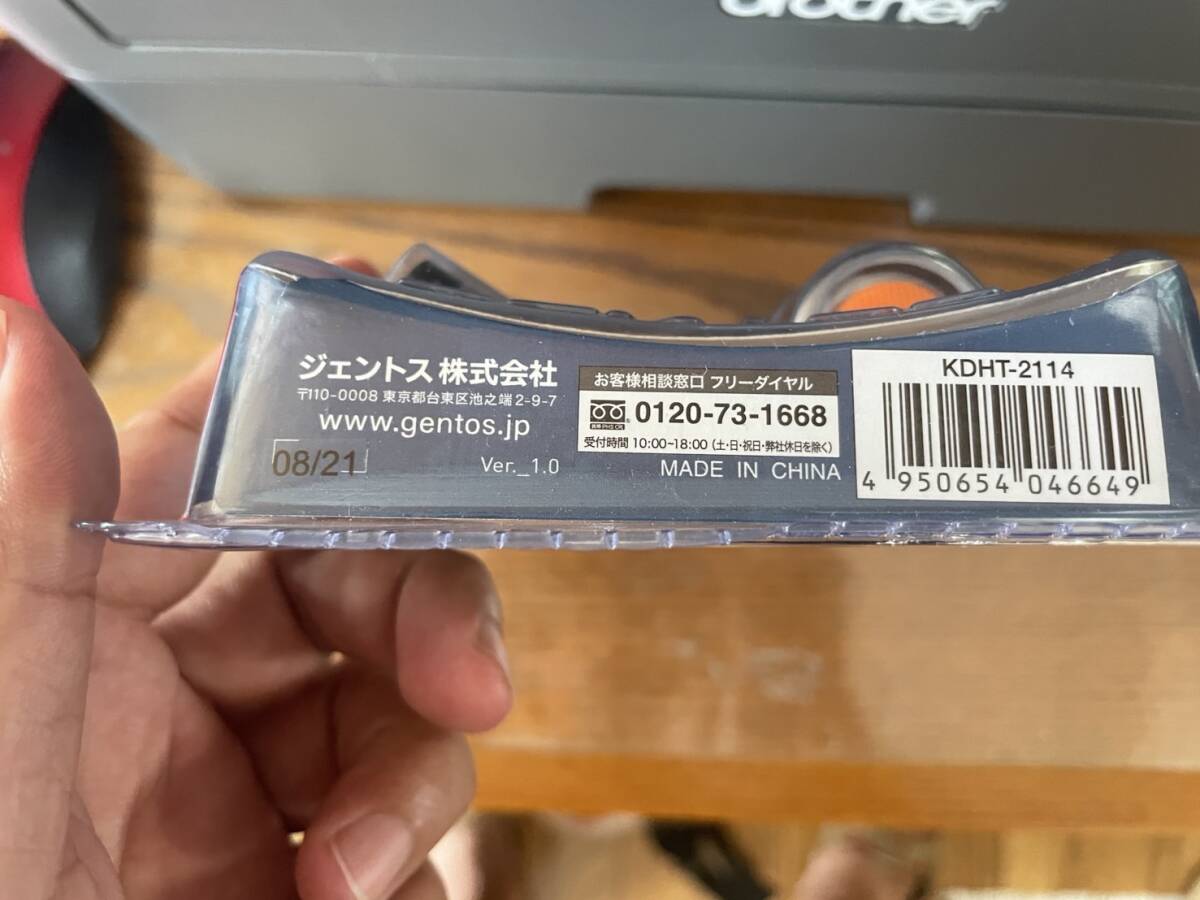 brother
ジェントス株式会社
〒110-0008 東京都台東区池之端2-9-7
www.gentos.jp
08/21
Ver._1.0
お客様相談窓口 フリーダイヤル
0120-73-1668
受付時間 10:00~18:00 (土・日・祝日・弊社休日を除く)
MADE IN CHINA
KDHT-2114
4 950654 046649